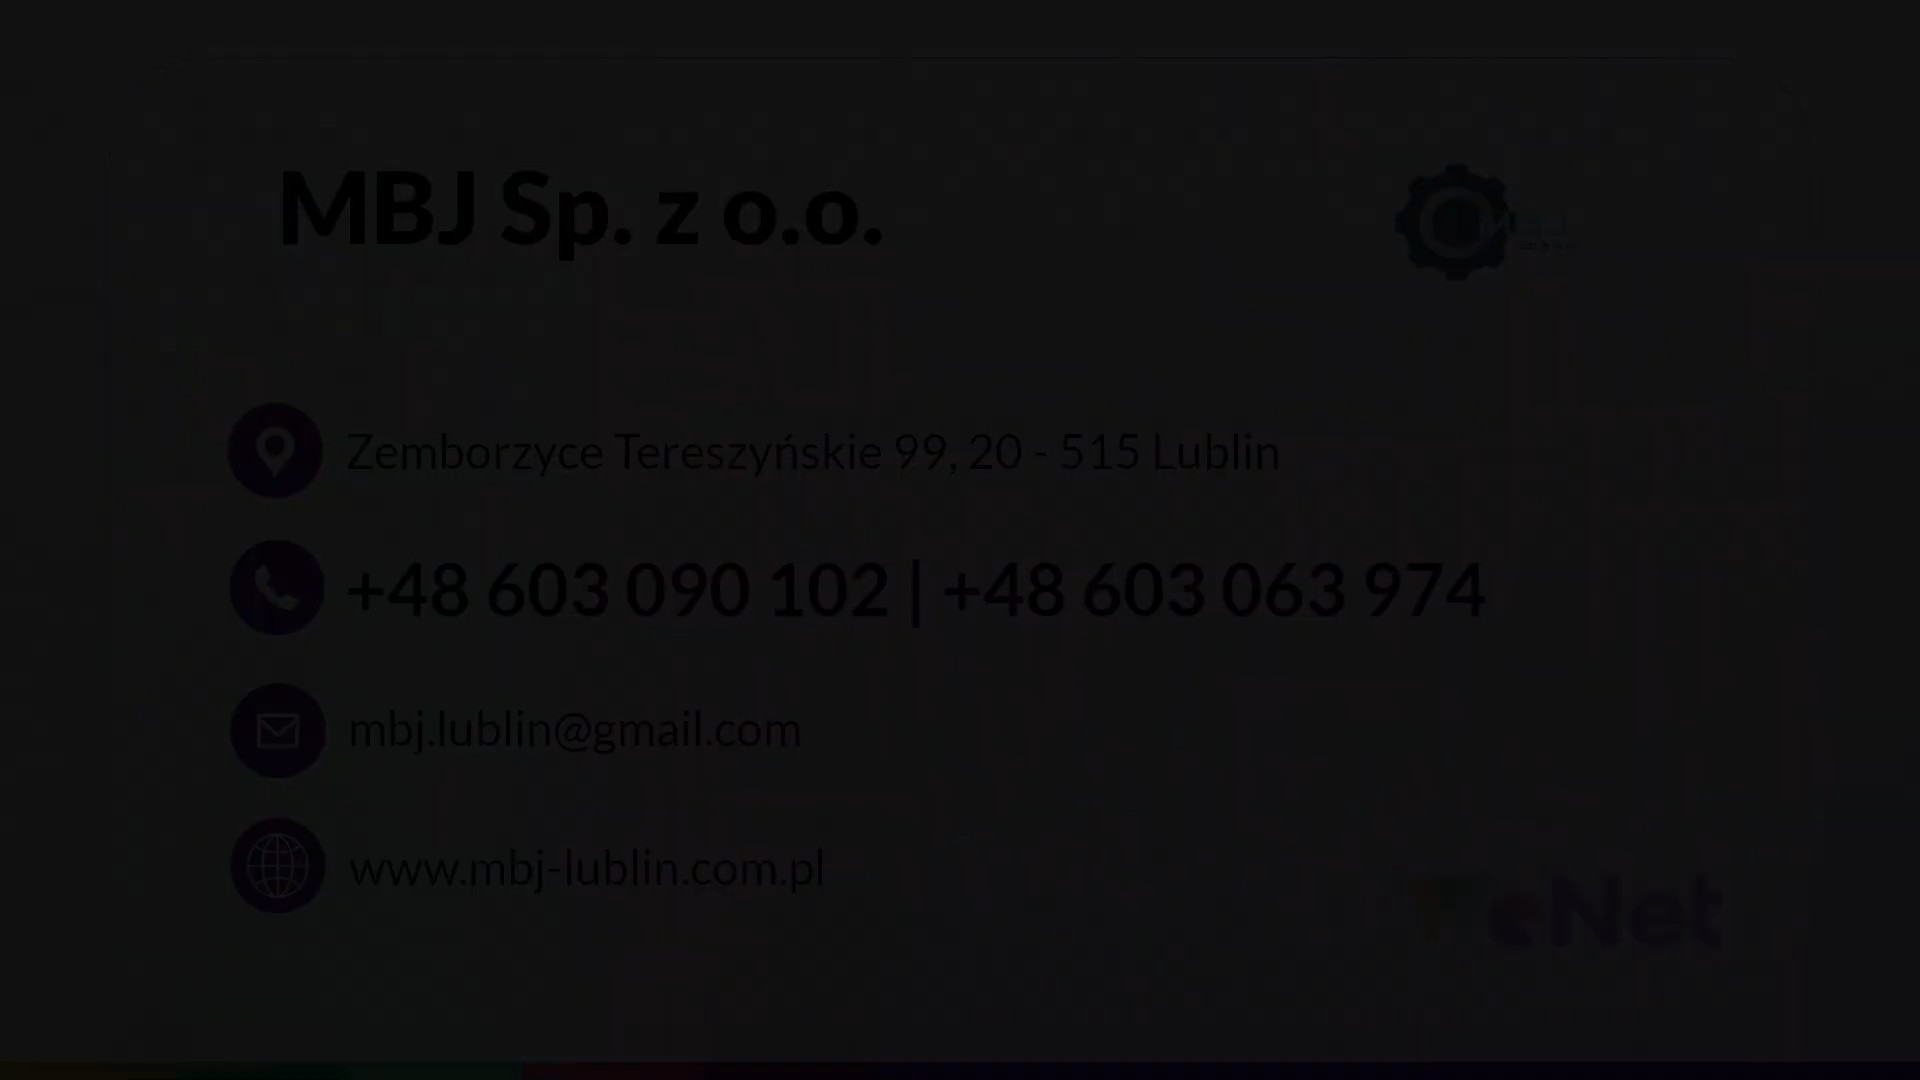 MBJ Sp. z o.o.
Zemborzyce Tereszyńskie 99, 20 - 515 Lublin
+48 603 090 102 | +48 603 063 974
mbj.lublin@gmail.com
www.mbj-lublin.com.pl
eNet